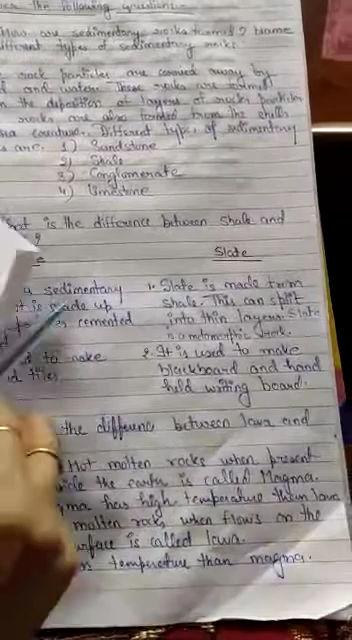 the following questions
How are sedimentary rocks formed? Name
different types of sedimentary rocks.
rock particles are carried away by
and water. These rocks are formed
the deposition of layers of rocks particles
rocks are also formed from the shells
sea creature. Different types of sedimentary
are. 1) Sandstone
2) Shale
3) Conglomerate
4) limestone
What is the difference between shale and
?
Slate
a sedimentary
it is made up
cemented
to make
tiles
1. Slate is made from
shale. This can split
into thin layers. Slate
is a metamorphic rock.
2. It is used to make
blackboard and hand
held writing board.
the difference between lava and
Hot molten rocks when present
the earth is called Magma.
has high temperature than lava
molten rocks when flows on the
is called lava.
temperature than magma.